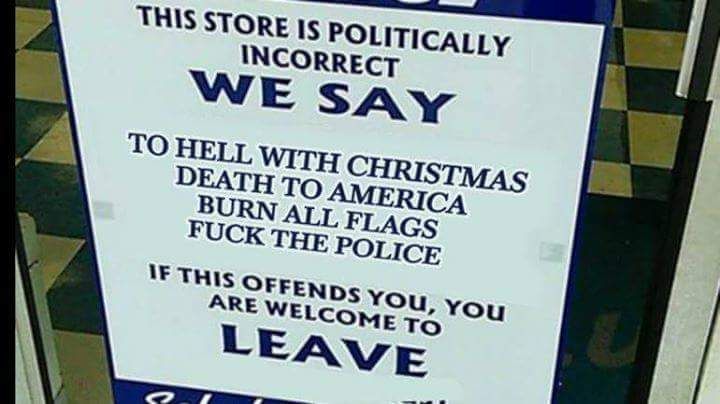 THIS STORE IS POLITICALLY
INCORRECT
WE SAY
TO HELL WITH CHRISTMAS
DEATH TO AMERICA
BURN ALL FLAGS
FUCK THE POLICE
IF THIS OFFENDS YOU, YOU
ARE WELCOME TO
LEAVE